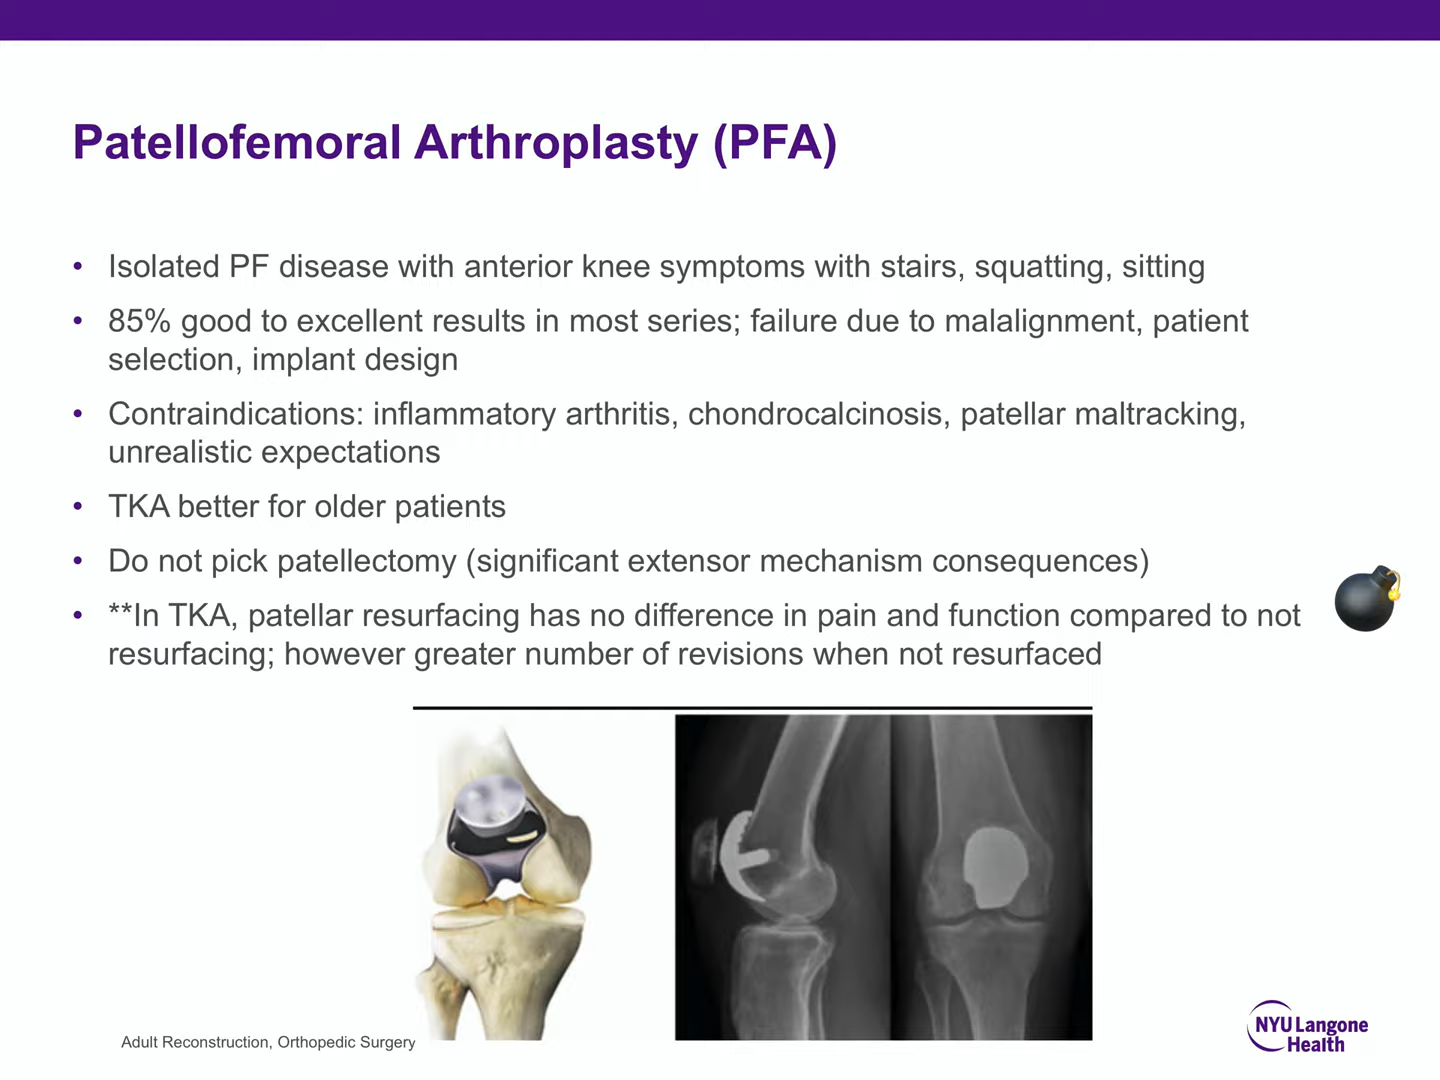 Patellofemoral Arthroplasty (PFA)
• Isolated PF disease with anterior knee symptoms with stairs, squatting, sitting
• 85% good to excellent results in most series; failure due to malalignment, patient
selection, implant design
• Contraindications: inflammatory arthritis, chondrocalcinosis, patellar maltracking,
unrealistic expectations
• TKA better for older patients
• Do not pick patellectomy (significant extensor mechanism consequences)
• **In TKA, patellar resurfacing has no difference in pain and function compared to not
resurfacing; however greater number of revisions when not resurfaced
Adult Reconstruction, Orthopedic Surgery
NYU Langone
Health